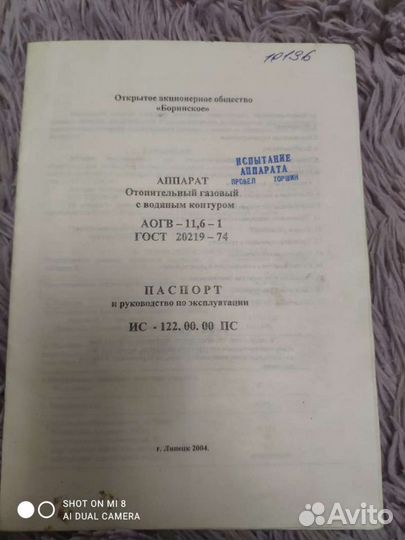 10136
Открытое акционерное общество
«Боринское»
ИСПЫТАНИЕ
АППАРАТА
ПРОВЕЛ ГОРШИН
АППАРАТ
Отопительный газовый
с водяным контуром
АОГВ – 11,6 – 1
ГОСТ 20219 – 74
ПАСПОРТ
и руководство по эксплуатации
ИС - 122. 00. 00 ПС
г. Липецк 2004.
SHOT ON MI 8
AI DUAL CAMERA
Avito